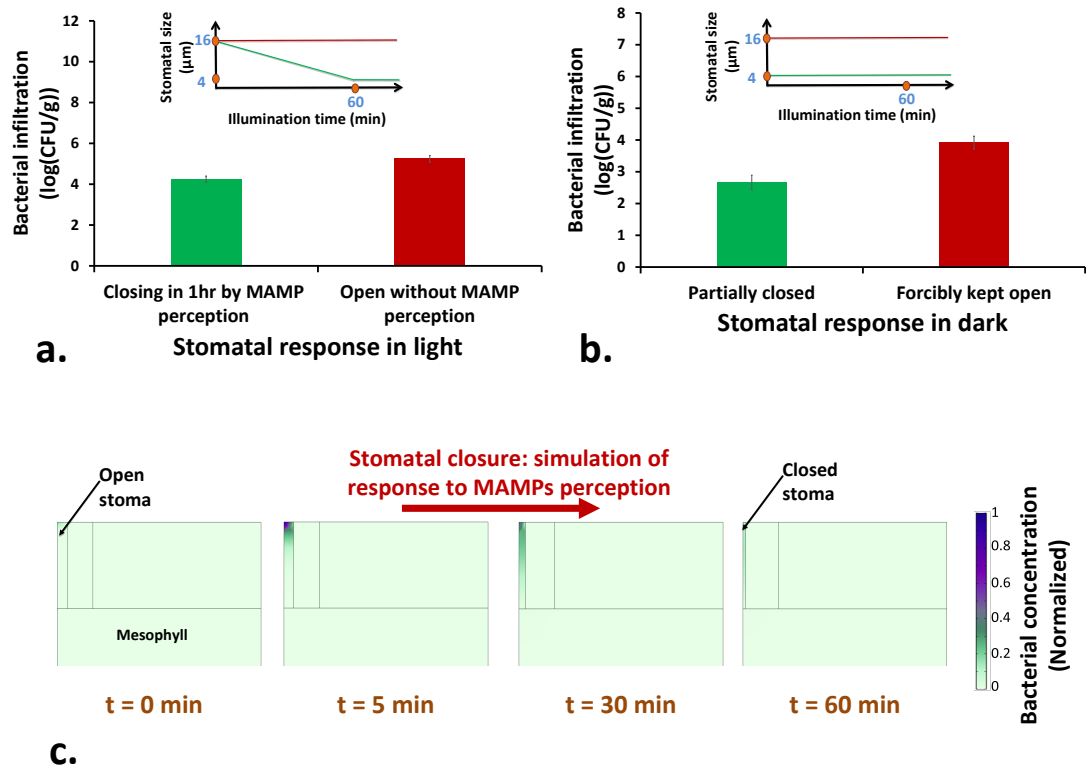 Bacterial infiltration
(log(CFU/g))
12
10
8
6
4
2
0
Stomatal size
(μm)
16
4
60
Illumination time (min)
Closing in 1hr by MAMP
perception
Open without MAMP
perception
Stomatal response in light
a.
Bacterial infiltration
(log(CFU/g))
8
7
6
5
4
3
2
1
0
Stomatal size
(μm)
16
4
60
Illumination time (min)
Partially closed
Forcibly kept open
Stomatal response in dark
b.
Open
stoma
Stomatal closure: simulation of
response to MAMPs perception
Closed
stoma
Mesophyll
1
0.8
0.6
0.4
0.2
0
Bacterial concentration
(Normalized)
t = 0 min
t = 5 min
t = 30 min
t = 60 min
c.